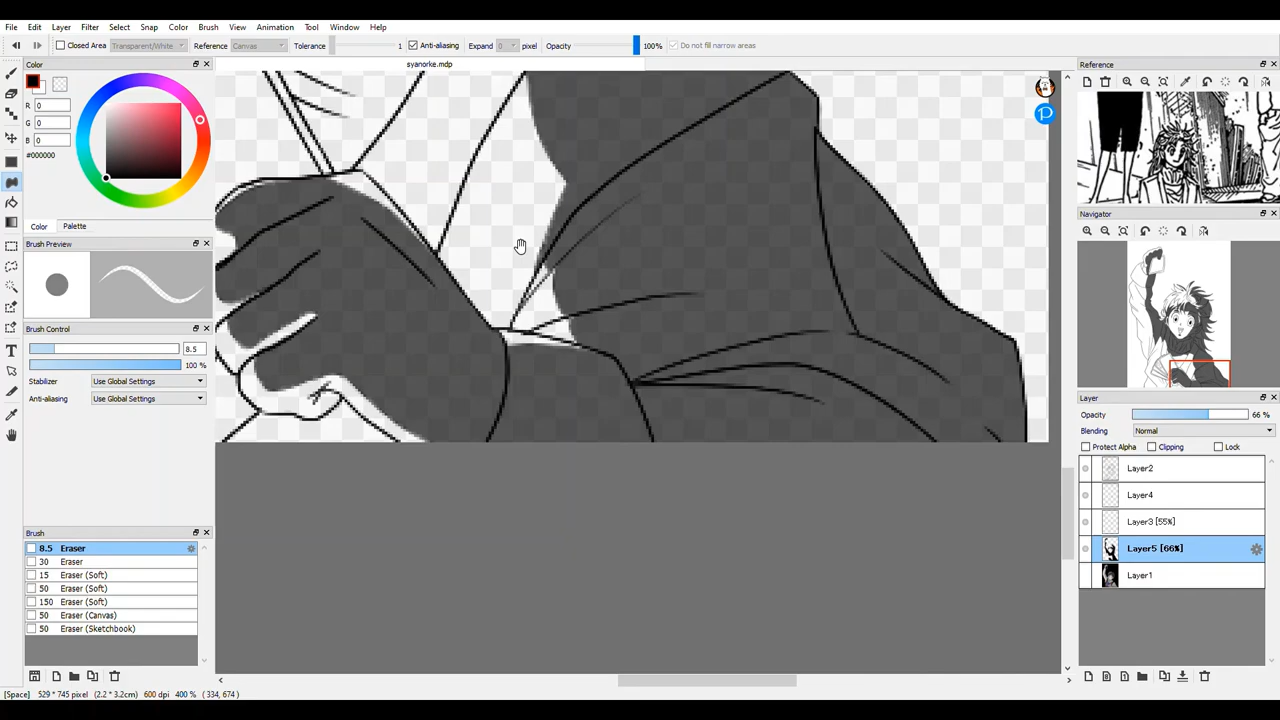 File Edit Layer Filter Select Snap Color Brush View Animation Tool Window Help
Closed Area Transparent/White Reference Canvas Tolerance 1 Anti-aliasing Expand 0 pixel Opacity 100% Do not fill narrow areas
Color
syanorke.mdp
Reference
R 0
G 0
B 0
#000000
Color Palette
Navigator
Brush Preview
Brush Control
8.5
100 %
Stabilizer Use Global Settings
Anti-aliasing Use Global Settings
Layer
Opacity 66 %
Blending Normal
Protect Alpha Clipping Lock
Layer2
Layer4
Layer3 [55%]
Layer5 [66%]
Layer1
Brush
8.5 Eraser
30 Eraser
15 Eraser (Soft)
50 Eraser (Soft)
150 Eraser (Soft)
50 Eraser (Canvas)
50 Eraser (Sketchbook)
[Space] 529 * 745 pixel (2.2 * 3.2cm) 600 dpi 400 % ( 334, 674 )